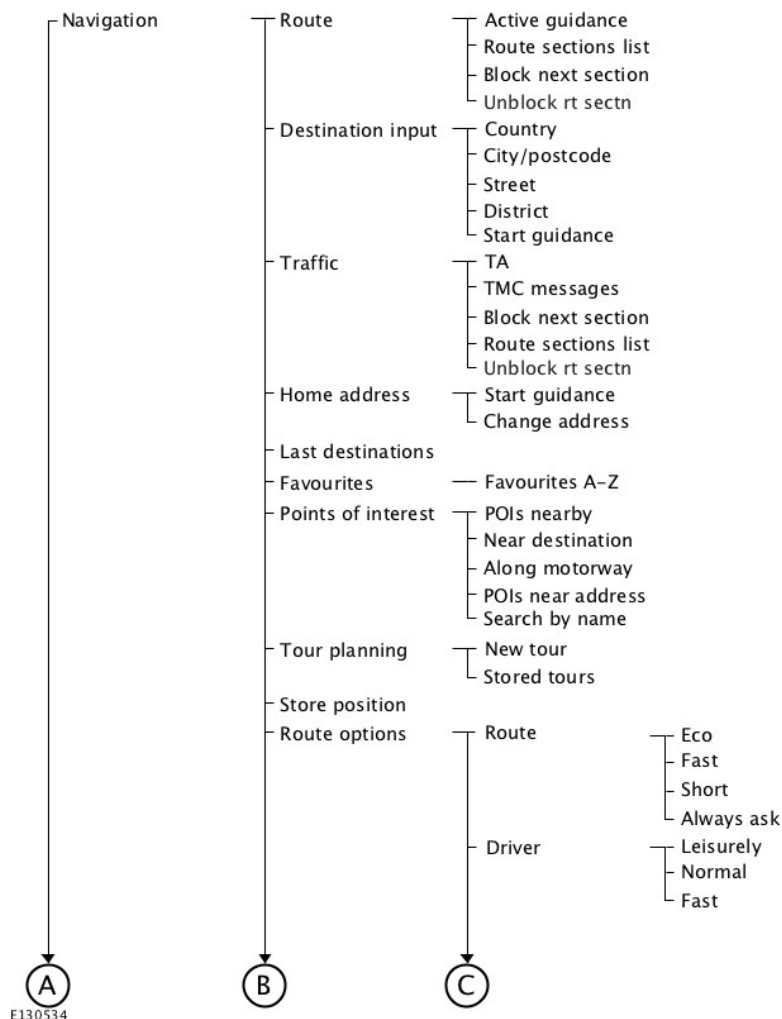 Navigation
Route
Active guidance
Route sections list
Block next section
Unblock rt sectn
Destination input
Country
City/postcode
Street
District
Start guidance
Traffic
TA
TMC messages
Block next section
Route sections list
Unblock rt sectn
Home address
Start guidance
Change address
Last destinations
Favourites
Favourites A–Z
Points of interest
POIs nearby
Near destination
Along motorway
POIs near address
Search by name
Tour planning
New tour
Stored tours
Store position
Route options
Route
Eco
Fast
Short
Always ask
Driver
Leisurely
Normal
Fast
A
B
C
E130534